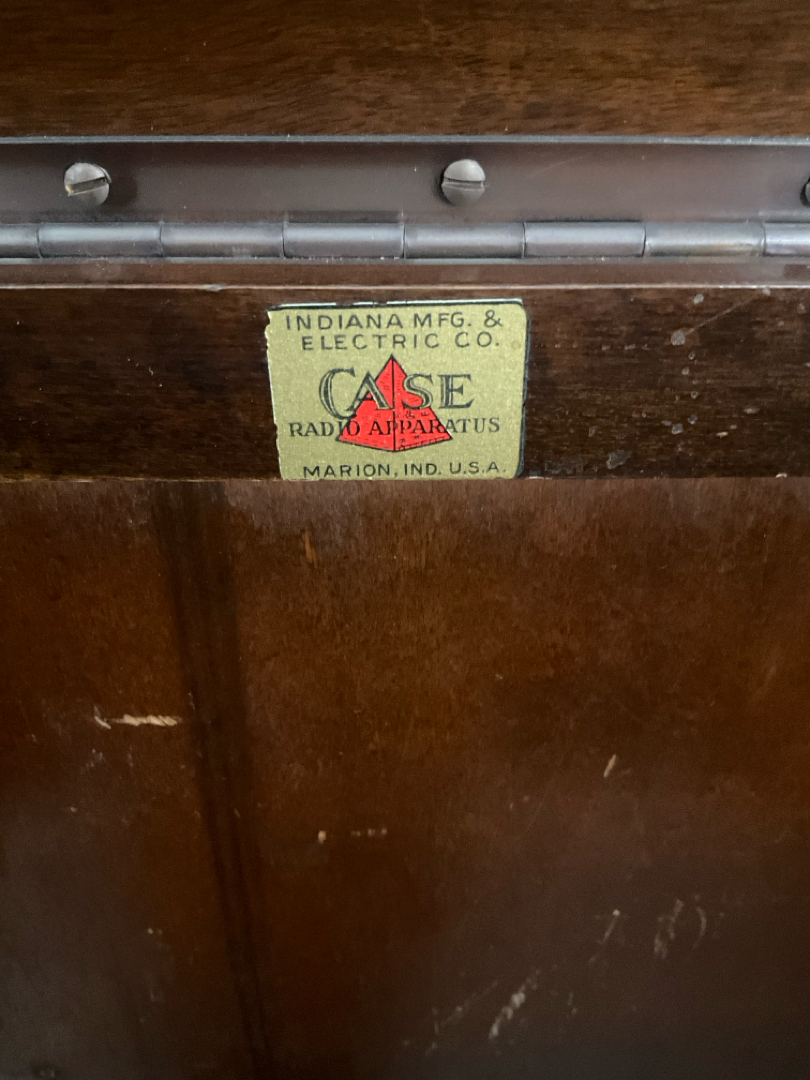 INDIANA MFG. &
ELECTRIC CO.
CASE
RADIO APPARATUS
MARION, IND. U.S.A.